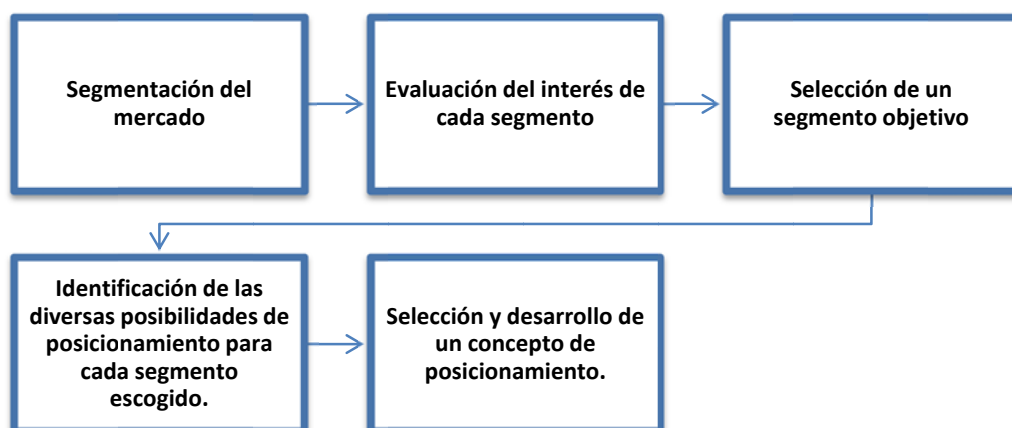 Segmentación del
mercado
Evaluación del interés de
cada segmento
Selección de un
segmento objetivo
Identificación de las
diversas posibilidades de
posicionamiento para
cada segmento
escogido.
Selección y desarrollo de
un concepto de
posicionamiento.